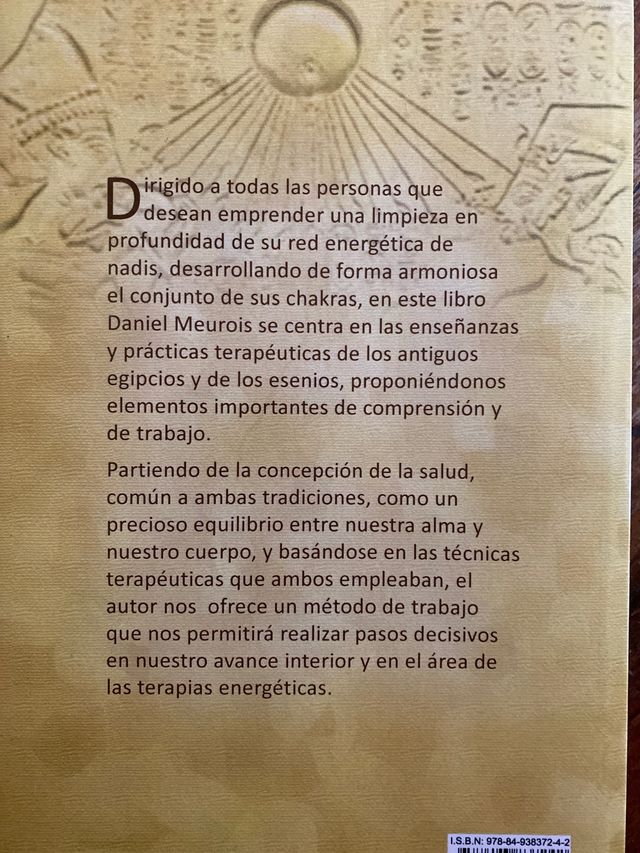 Dirigido a todas las personas que
desean emprender una limpieza en
profundidad de su red energética de
nadis, desarrollando de forma armoniosa
el conjunto de sus chakras, en este libro
Daniel Meurois se centra en las enseñanzas
y prácticas terapéuticas de los antiguos
egipcios y de los esenios, proponiéndonos
elementos importantes de comprensión y
de trabajo.
Partiendo de la concepción de la salud,
común a ambas tradiciones, como un
precioso equilibrio entre nuestra alma y
nuestro cuerpo, y basándose en las técnicas
terapéuticas que ambos empleaban, el
autor nos  ofrece un método de trabajo
que nos permitirá realizar pasos decisivos
en nuestro avance interior y en el área de
las terapias energéticas.
I.S.B.N: 978-84-938372-4-2